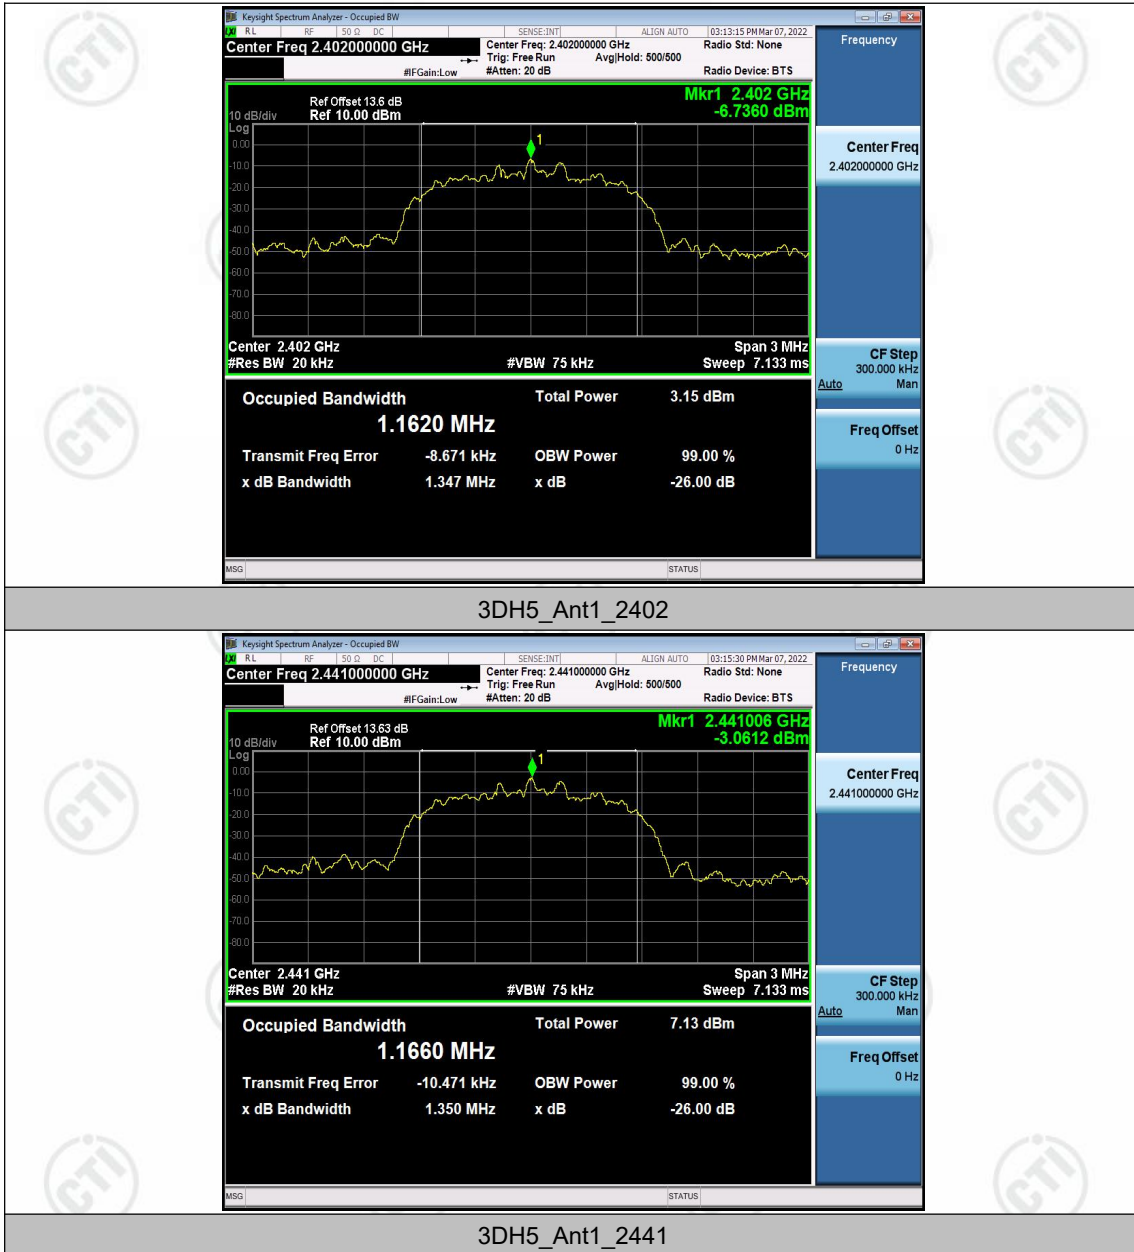 Keysight Spectrum Analyzer - Occupied BW
LXI RL RF 50 Ω DC SENSE:INT ALIGN AUTO 03:13:15 PM Mar 07, 2022
Center Freq 2.402000000 GHz
Center Freq: 2.402000000 GHz Radio Std: None
Trig: Free Run Avg|Hold: 500/500
#IFGain:Low #Atten: 20 dB Radio Device: BTS
Frequency
Ref Offset 13.6 dB
10 dB/div Ref 10.00 dBm
Mkr1 2.402 GHz
-6.7360 dBm
Log
0.00
-10.0
-20.0
-30.0
-40.0
-50.0
-60.0
-70.0
-80.0
1
Center Freq
2.402000000 GHz
Center 2.402 GHz Span 3 MHz
#Res BW 20 kHz #VBW 75 kHz Sweep 7.133 ms
CF Step
300.000 kHz
Auto Man
Occupied Bandwidth Total Power 3.15 dBm
1.1620 MHz
Transmit Freq Error -8.671 kHz OBW Power 99.00 %
x dB Bandwidth 1.347 MHz x dB -26.00 dB
Freq Offset
0 Hz
MSG STATUS
3DH5_Ant1_2402
Keysight Spectrum Analyzer - Occupied BW
LXI RL RF 50 Ω DC SENSE:INT ALIGN AUTO 03:15:30 PM Mar 07, 2022
Center Freq 2.441000000 GHz
Center Freq: 2.441000000 GHz Radio Std: None
Trig: Free Run Avg|Hold: 500/500
#IFGain:Low #Atten: 20 dB Radio Device: BTS
Frequency
Ref Offset 13.63 dB
10 dB/div Ref 10.00 dBm
Mkr1 2.441006 GHz
-3.0612 dBm
Log
0.00
-10.0
-20.0
-30.0
-40.0
-50.0
-60.0
-70.0
-80.0
1
Center Freq
2.441000000 GHz
Center 2.441 GHz Span 3 MHz
#Res BW 20 kHz #VBW 75 kHz Sweep 7.133 ms
CF Step
300.000 kHz
Auto Man
Occupied Bandwidth Total Power 7.13 dBm
1.1660 MHz
Transmit Freq Error -10.471 kHz OBW Power 99.00 %
x dB Bandwidth 1.350 MHz x dB -26.00 dB
Freq Offset
0 Hz
MSG STATUS
3DH5_Ant1_2441
CTI
CTI
CTI
CTI
CTI
CTI
CTI
CTI